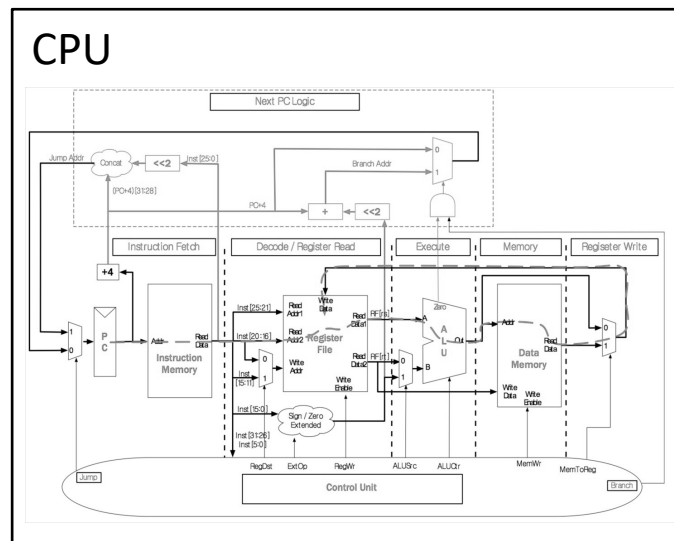 CPU
Next PC Logic
Jump Addr
Concat
<<2
Inst [25:0]
0
1
Branch Addr
(PC+4) [31:28]
PC+4
+
<<2
Instruction Fetch
Decode / Register Read
Execute
Memory
Regiseter Write
+4
1
0
P
C
Addr
Read
Data
Instruction
Memory
Inst [25:21]
Inst [20:16]
Inst
[15:11]
Inst [15:0]
Inst [31:26]
Inst [5:0]
0
1
Read
Addr1
Read
Addr2
Write
Addr
Write
Data
Register
File
Read
Data1
Read
Data2
Write
Enable
Sign / Zero
Extended
RF[rs]
RF[rt]
0
1
Zero
A
B
A
L
U
Out
Addr
Read
Data
Data
Memory
Write
Data
Write
Enable
0
1
Jump
RegDst
ExtOp
RegWr
ALUSrc
ALUCtr
MemWr
MemToReg
Branch
Control Unit